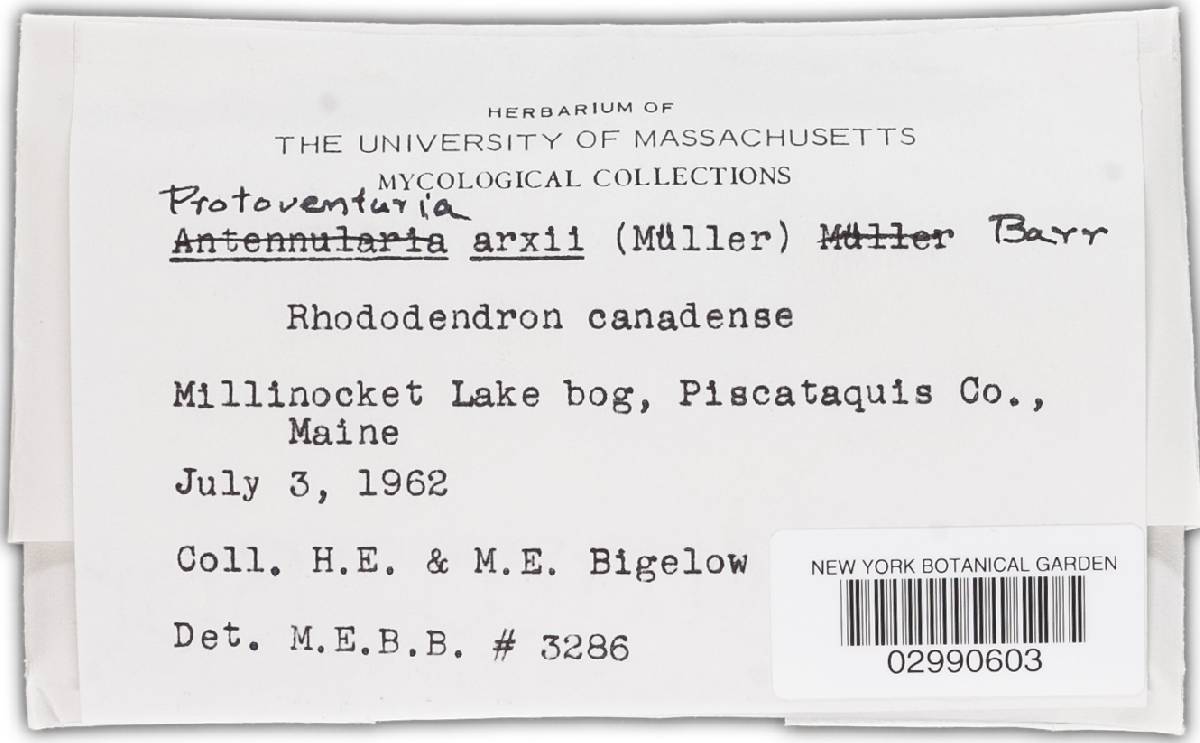 HERBARIUM OF
THE UNIVERSITY OF MASSACHUSETTS
MYCOLOGICAL COLLECTIONS
Protoventuria
Antennularia arxii (Müller) Müller Barr
Rhododendron canadense
Millinocket Lake bog, Piscataquis Co.,
Maine
July 3, 1962
Coll. H.E. & M.E. Bigelow
Det. M.E.B.B. # 3286
NEW YORK BOTANICAL GARDEN
02990603